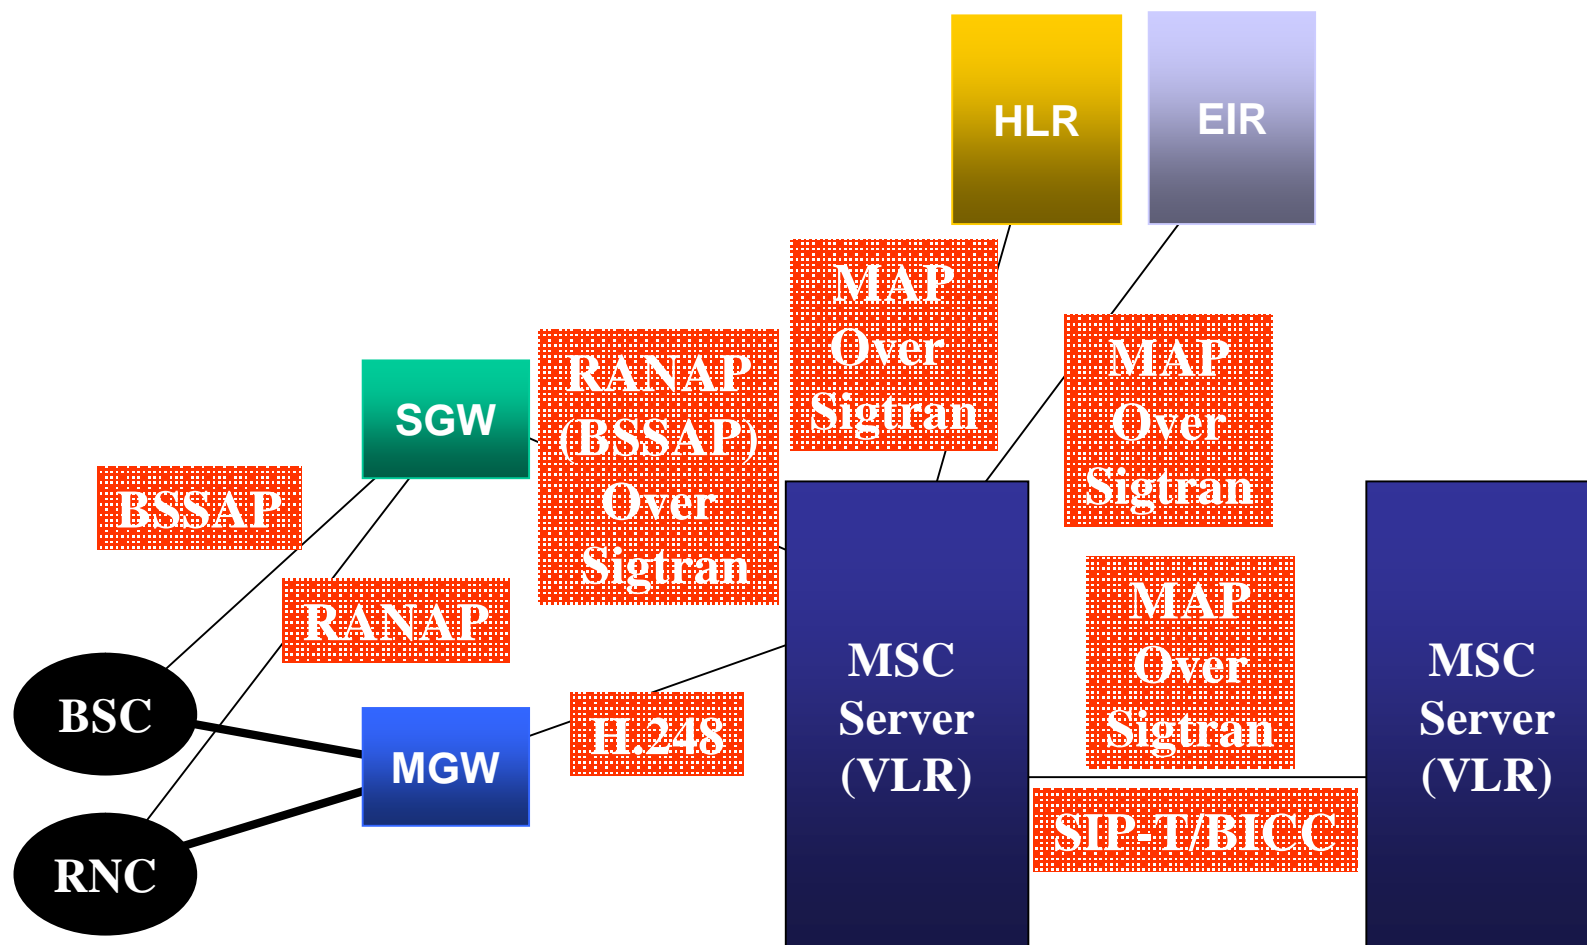 HLR
EIR
MAP
Over
Sigtran
MAP
Over
Sigtran
RANAP
(BSSAP)
Over
Sigtran
SGW
BSSAP
RANAP
MAP
Over
Sigtran
BSC
MGW
H.248
MSC
Server
(VLR)
MSC
Server
(VLR)
SIP-T/BICC
RNC